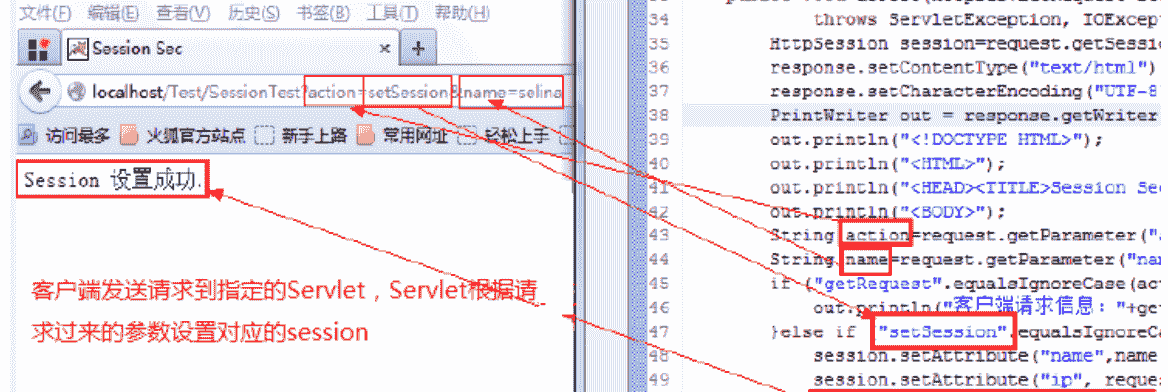 文件(F) 编辑(E) 查看(V) 历史(S) 书签(B) 工具(T) 帮助(H)
Session Sec × +
localhost/Test/SessionTest?action=setSession&name=selina
访问最多 火狐官方站点 新手上路 常用网址 轻松上手
Session 设置成功.
客户端发送请求到指定的Servlet，Servlet根据请
求过来的参数设置对应的session
34 throws ServletException, IOExcep
35 HttpSession session=request.getSessi
36 response.setContentType("text/html")
37 response.setCharacterEncoding("UTF-8
38 PrintWriter out = response.getWriter
39 out.println("<!DOCTYPE HTML>");
40 out.println("<HTML>");
41 out.println("<HEAD><TITLE>Session Sec
42 out.println("<BODY>");
43 String action=request.getParameter("
44 String name=request.getParameter("nam
45 if ("getRequest".equalsIgnoreCase(act
46 out.println("客户端请求信息: "+get
47 }else if "setSession".equalsIgnoreCa
48 session.setAttribute("name",name
49 session.setAttribute("ip", reques